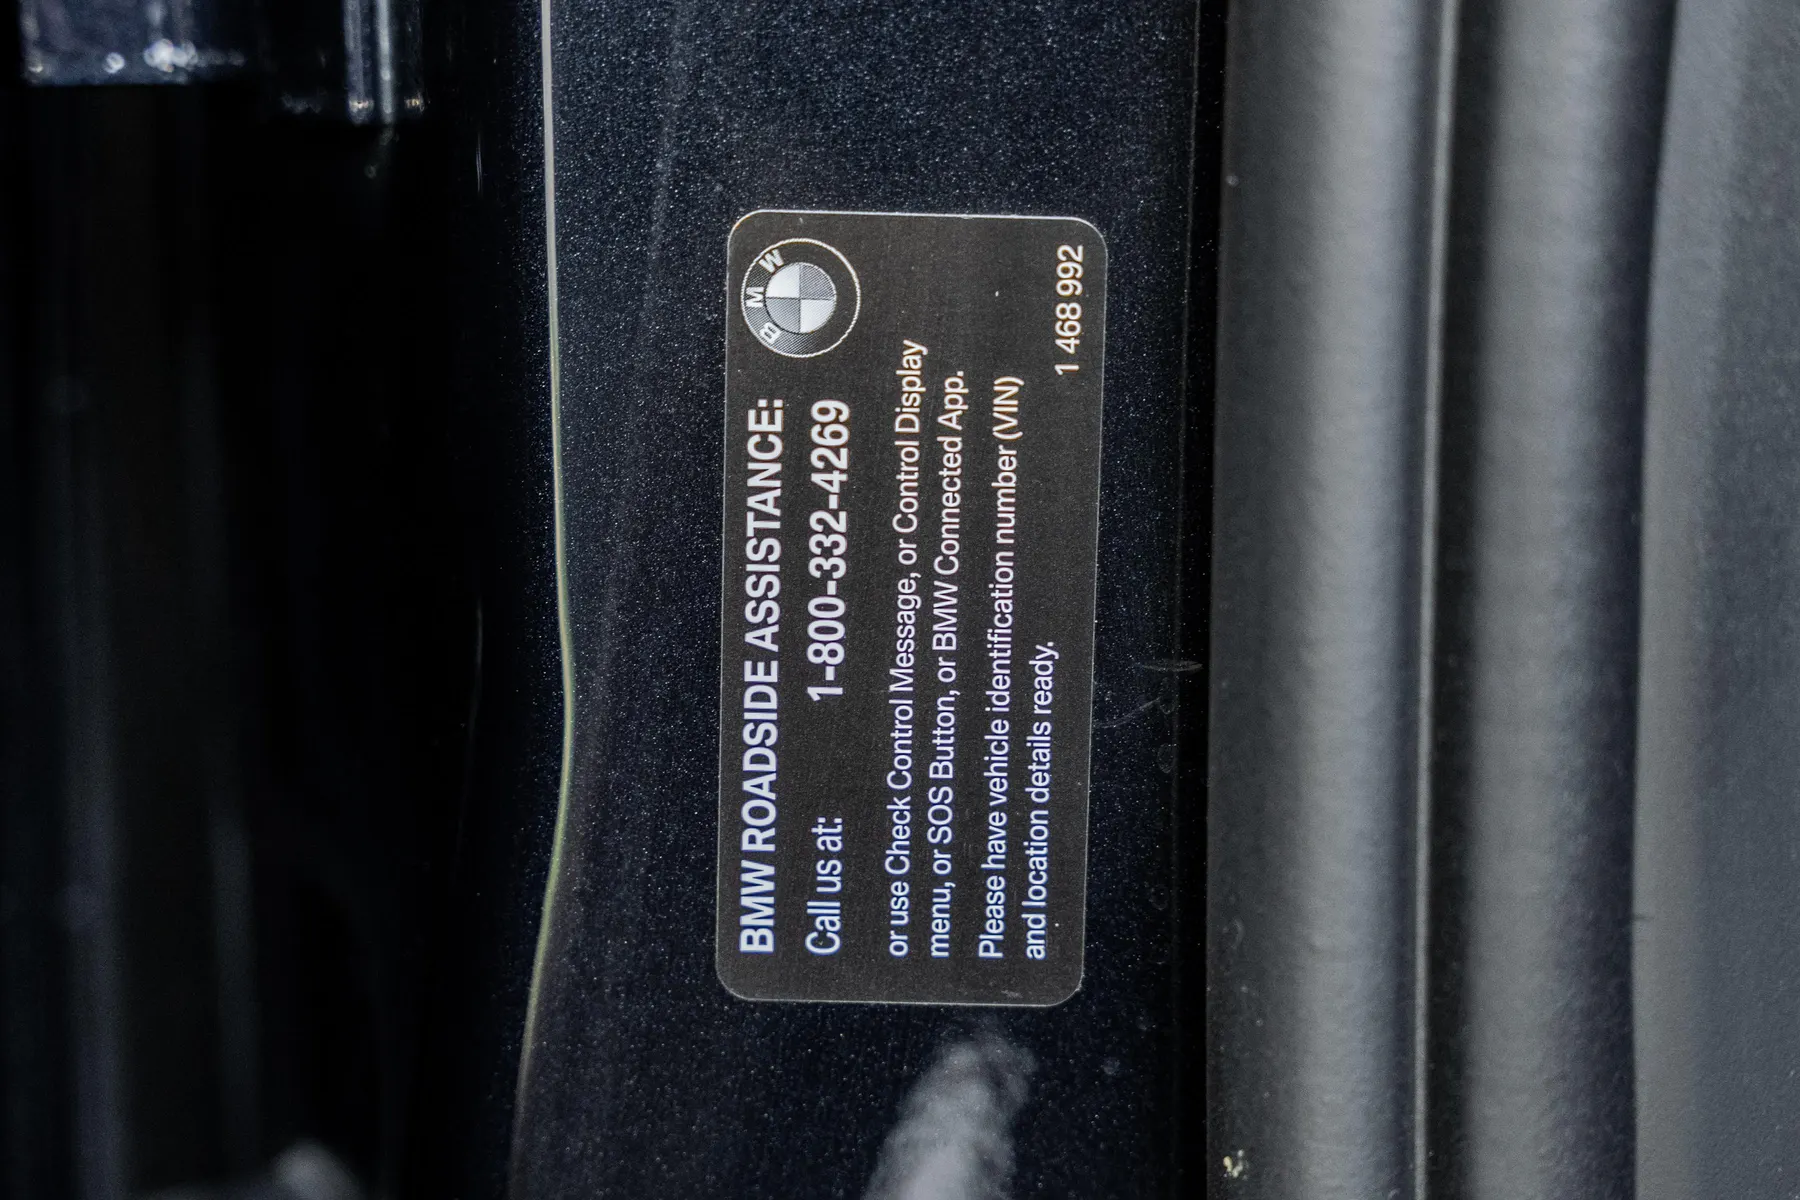 BMW
BMW ROADSIDE ASSISTANCE:
Call us at: 1-800-332-4269
or use Check Control Message, or Control Display
menu, or SOS Button, or BMW Connected App.
Please have vehicle identification number (VIN)
and location details ready.
1 468 992